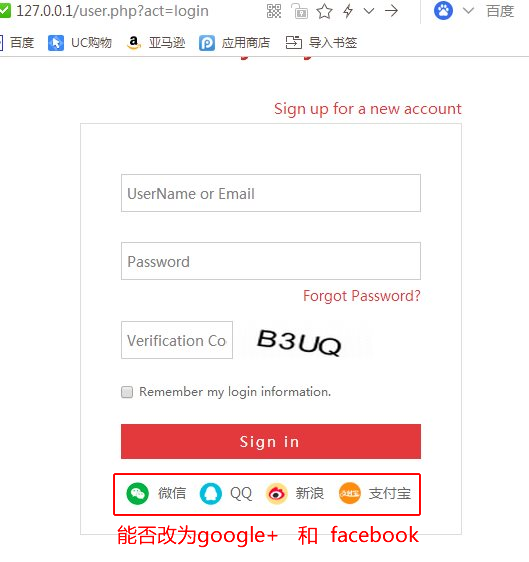 127.0.0.1/user.php?act=login 百度
百度 UC购物 亚马逊 应用商店 导入书签
Sign up for a new account
UserName or Email
Password
Forgot Password?
Verification Co B3UQ
Remember my login information.
Sign in
微信 QQ 新浪 支付宝
能否改为google+ 和 facebook